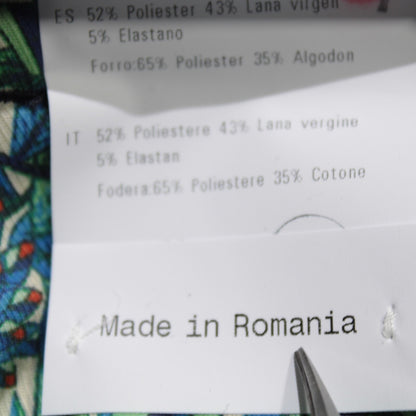 ES 52% Poliester 43% Lana virgen
5% Elastano
Forro:65% Poliester 35% Algodon
IT 52% Poliestere 43% Lana vergine
5% Elastan
Fodera:65% Poliestere 35% Cotone
Made in Romania